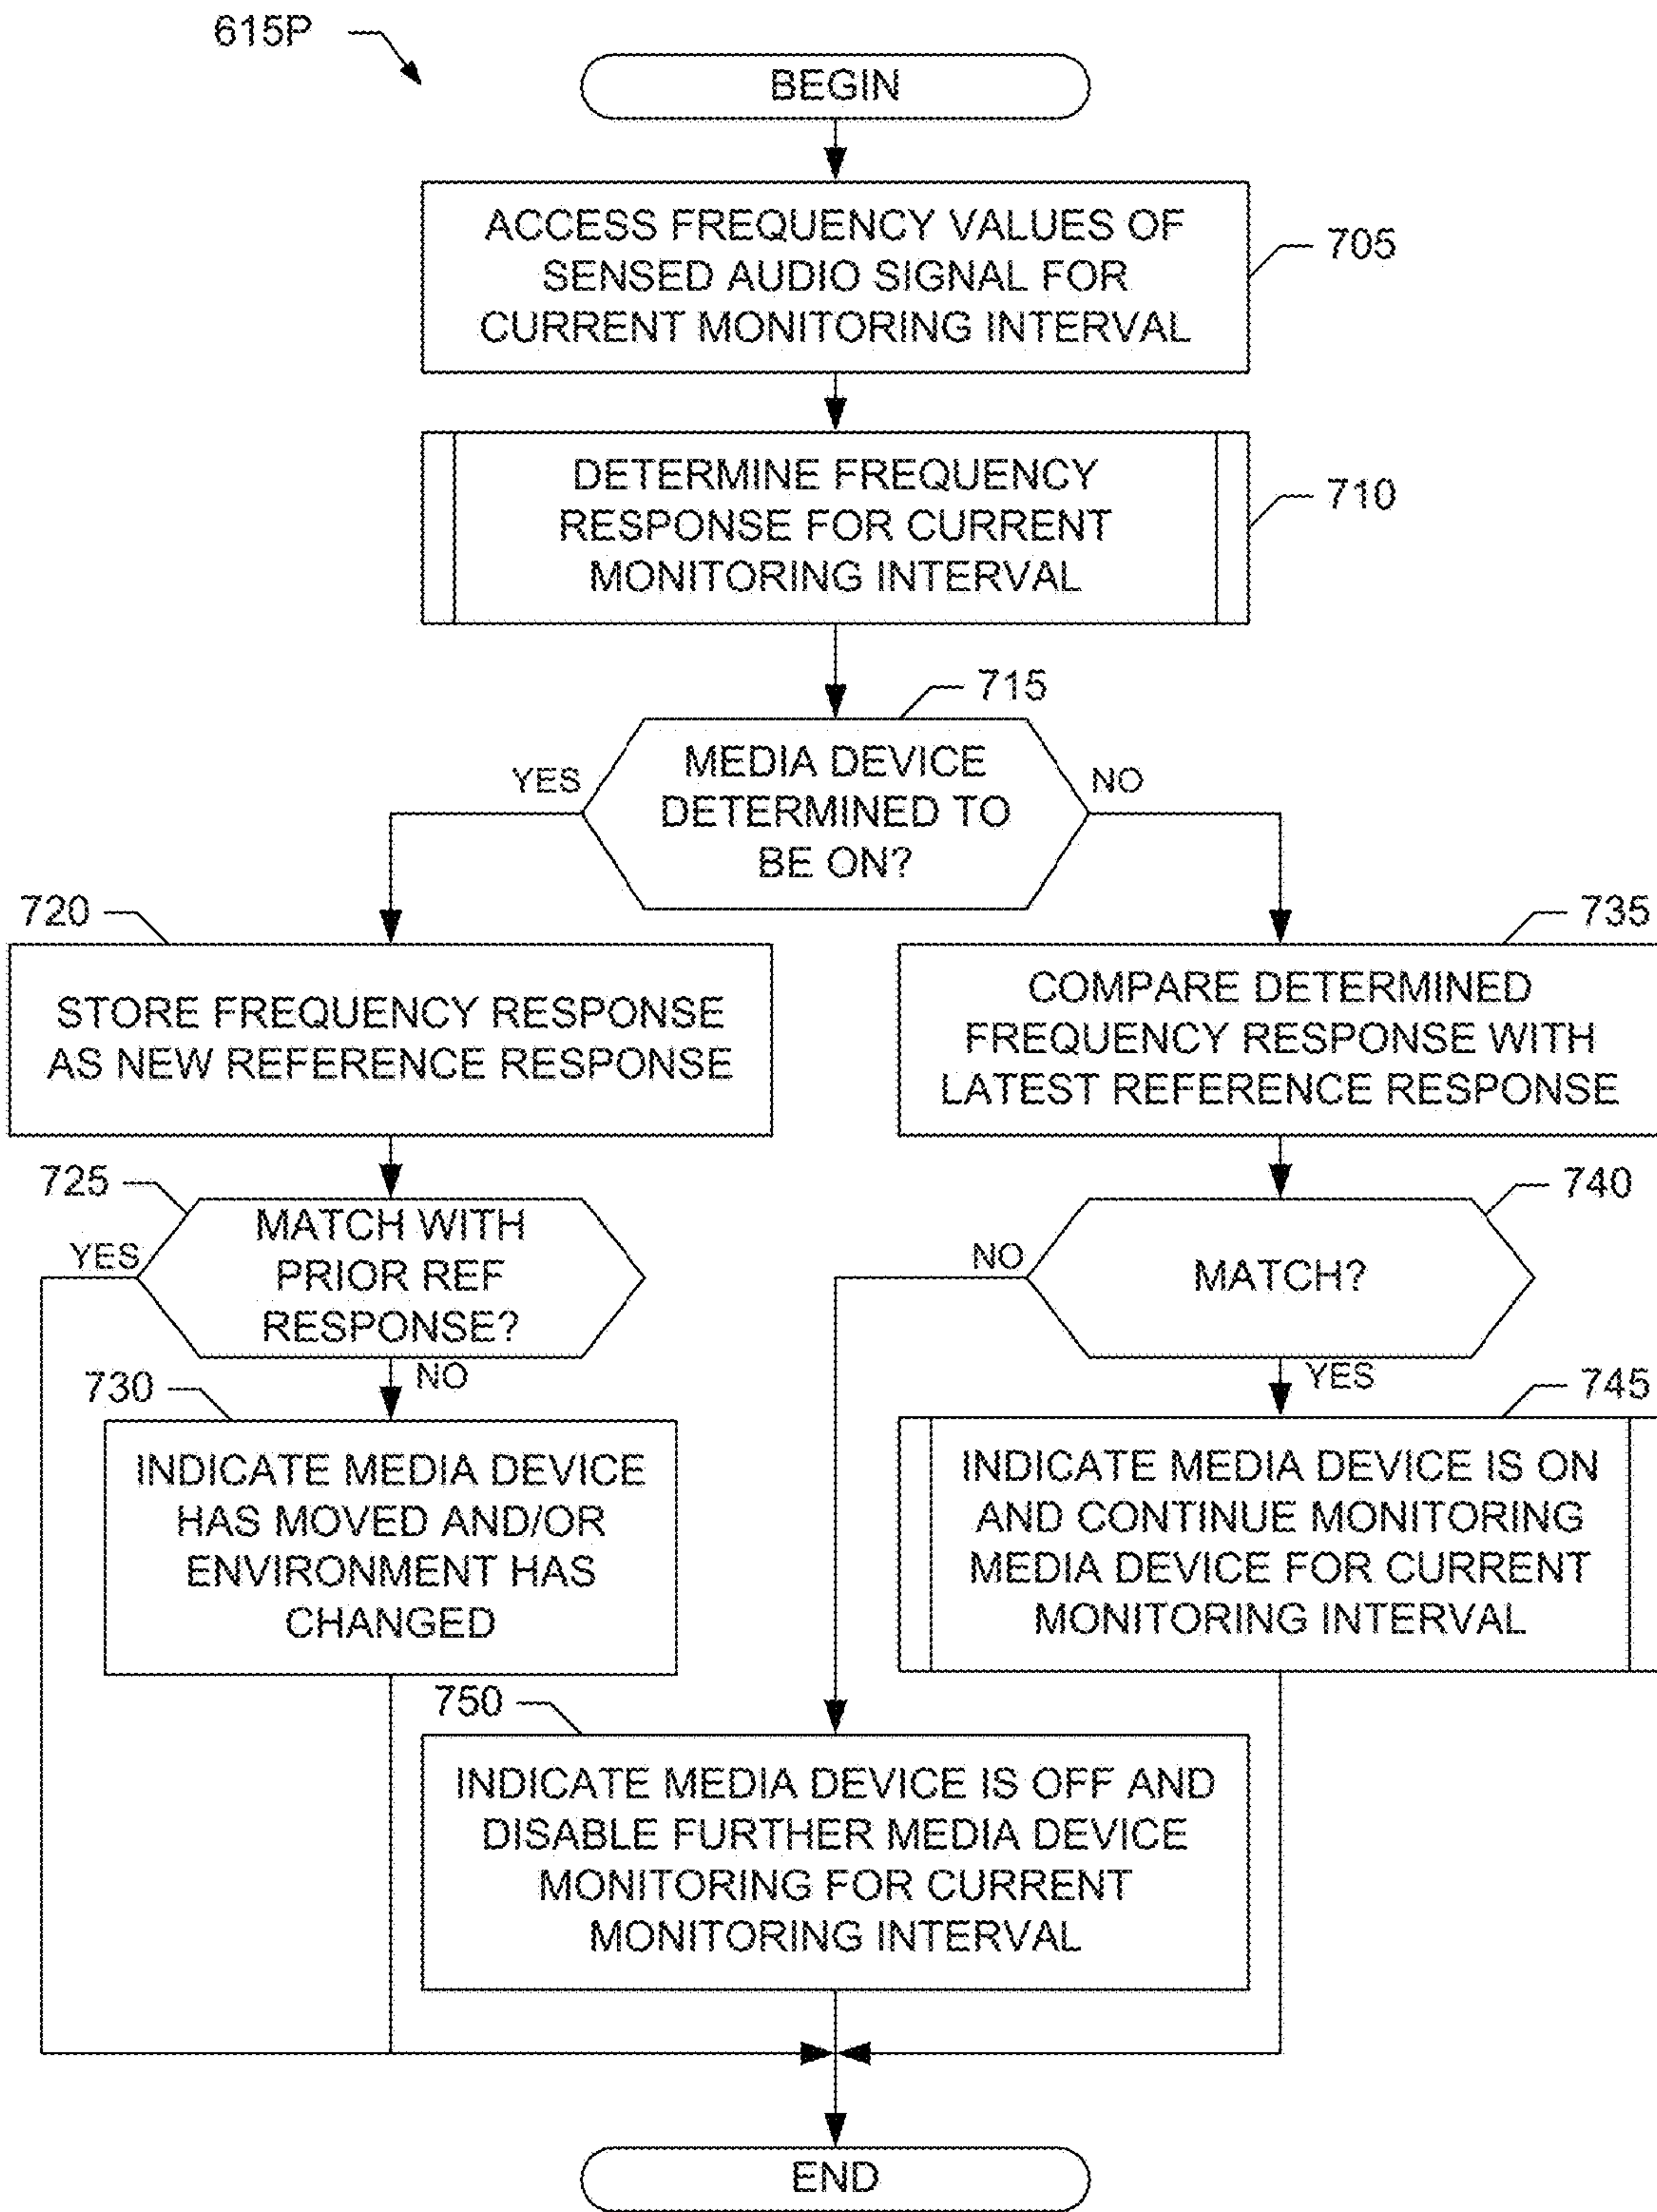 615P
BEGIN
ACCESS FREQUENCY VALUES OF
SENSED AUDIO SIGNAL FOR
CURRENT MONITORING INTERVAL
705
DETERMINE FREQUENCY
RESPONSE FOR CURRENT
MONITORING INTERVAL
710
715
MEDIA DEVICE
DETERMINED TO
BE ON?
YES
NO
720
STORE FREQUENCY RESPONSE
AS NEW REFERENCE RESPONSE
735
COMPARE DETERMINED
FREQUENCY RESPONSE WITH
LATEST REFERENCE RESPONSE
725
MATCH WITH
PRIOR REF
RESPONSE?
YES
NO
740
MATCH?
NO
YES
730
INDICATE MEDIA DEVICE
HAS MOVED AND/OR
ENVIRONMENT HAS
CHANGED
745
INDICATE MEDIA DEVICE IS ON
AND CONTINUE MONITORING
MEDIA DEVICE FOR CURRENT
MONITORING INTERVAL
750
INDICATE MEDIA DEVICE IS OFF AND
DISABLE FURTHER MEDIA DEVICE
MONITORING FOR CURRENT
MONITORING INTERVAL
END